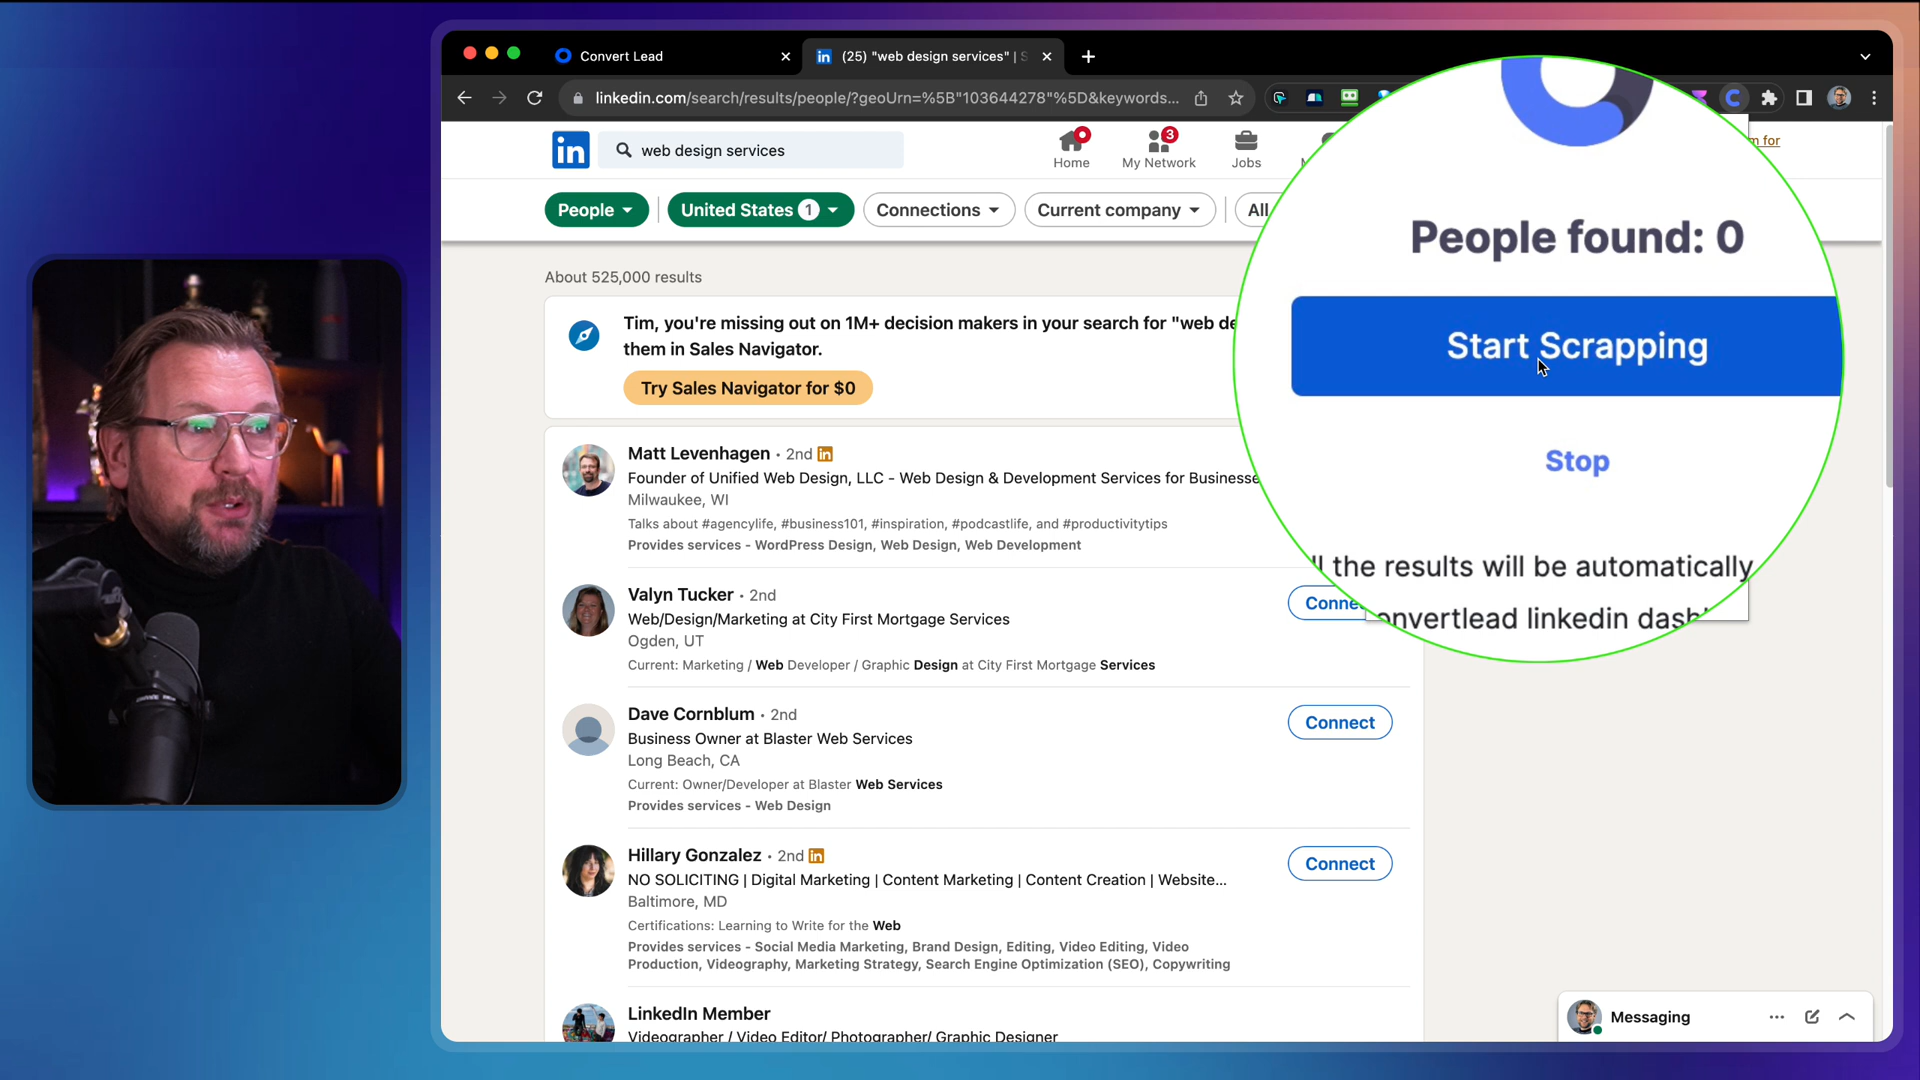 Convert Lead
(25) "web design services" | S
linkedin.com/search/results/people/?geoUrn=%5B"103644278"%5D&keywords...
in
web design services
Home
3
My Network
Jobs
m for
People
United States 1
Connections
Current company
All
About 525,000 results
Tim, you're missing out on 1M+ decision makers in your search for "web de
them in Sales Navigator.
Try Sales Navigator for $0
Matt Levenhagen • 2nd in
Founder of Unified Web Design, LLC - Web Design & Development Services for Businesse
Milwaukee, WI
Talks about #agencylife, #business101, #inspiration, #podcastlife, and #productivitytips
Provides services - WordPress Design, Web Design, Web Development
Valyn Tucker • 2nd
Web/Design/Marketing at City First Mortgage Services
Ogden, UT
Current: Marketing / Web Developer / Graphic Design at City First Mortgage Services
Conne
Dave Cornblum • 2nd
Business Owner at Blaster Web Services
Long Beach, CA
Current: Owner/Developer at Blaster Web Services
Provides services - Web Design
Connect
Hillary Gonzalez • 2nd in
NO SOLICITING | Digital Marketing | Content Marketing | Content Creation | Website...
Baltimore, MD
Certifications: Learning to Write for the Web
Provides services - Social Media Marketing, Brand Design, Editing, Video Editing, Video
Production, Videography, Marketing Strategy, Search Engine Optimization (SEO), Copywriting
Connect
LinkedIn Member
Videographer / Video Editor/ Photographer/ Graphic Designer
People found: 0
Start Scrapping
Stop
ll the results will be automatically
onvertlead linkedin dash
Messaging